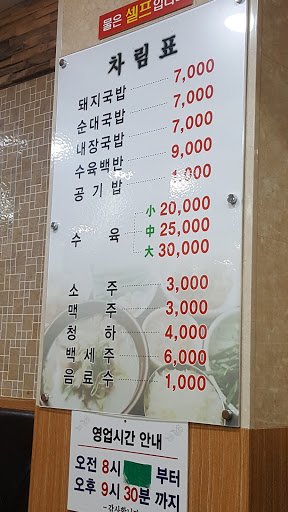 물은 셀프입니다
차림표
돼지국밥 7,000
순대국밥 7,000
내장국밥 7,000
수육백반 9,000
공기밥 1,000
수육 小 20,000
中 25,000
大 30,000
소주 3,000
맥주 3,000
청하 4,000
백세주 6,000
음료수 1,000
영업시간 안내
오전 8시 부터
오후 9시 30분 까지